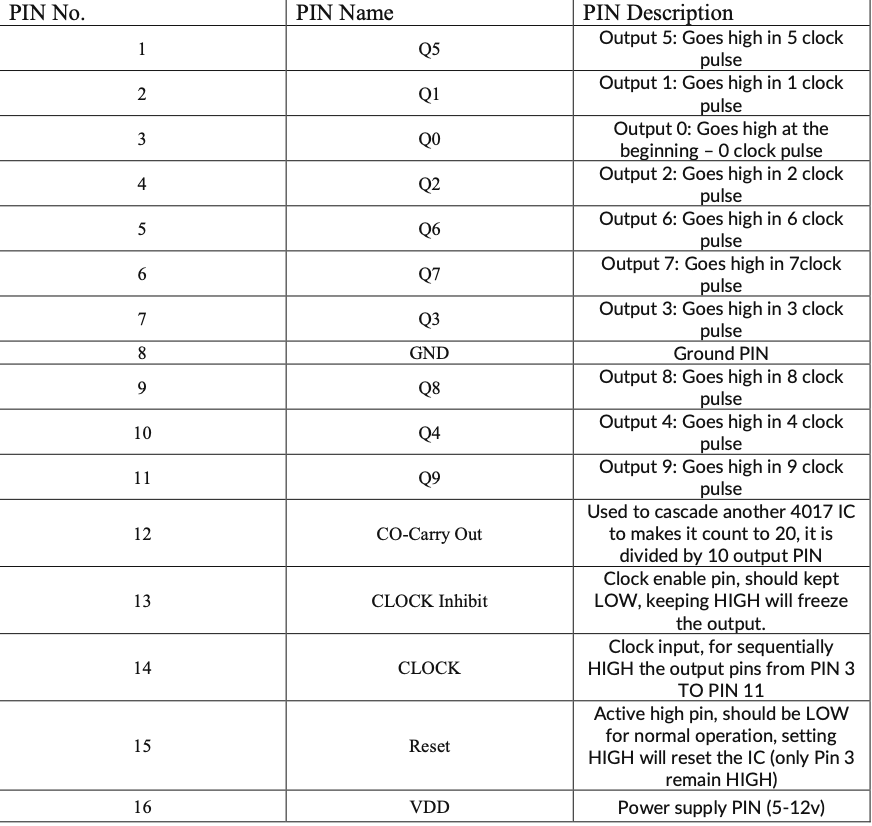 PIN No. PIN Name PIN Description
1 Q5 Output 5: Goes high in 5 clock
pulse
2 Q1 Output 1: Goes high in 1 clock
pulse
3 Q0 Output 0: Goes high at the
beginning – 0 clock pulse
4 Q2 Output 2: Goes high in 2 clock
pulse
5 Q6 Output 6: Goes high in 6 clock
pulse
6 Q7 Output 7: Goes high in 7clock
pulse
7 Q3 Output 3: Goes high in 3 clock
pulse
8 GND Ground PIN
9 Q8 Output 8: Goes high in 8 clock
pulse
10 Q4 Output 4: Goes high in 4 clock
pulse
11 Q9 Output 9: Goes high in 9 clock
pulse
12 CO-Carry Out Used to cascade another 4017 IC
to makes it count to 20, it is
divided by 10 output PIN
13 CLOCK Inhibit Clock enable pin, should kept
LOW, keeping HIGH will freeze
the output.
14 CLOCK Clock input, for sequentially
HIGH the output pins from PIN 3
TO PIN 11
15 Reset Active high pin, should be LOW
for normal operation, setting
HIGH will reset the IC (only Pin 3
remain HIGH)
16 VDD Power supply PIN (5-12v)